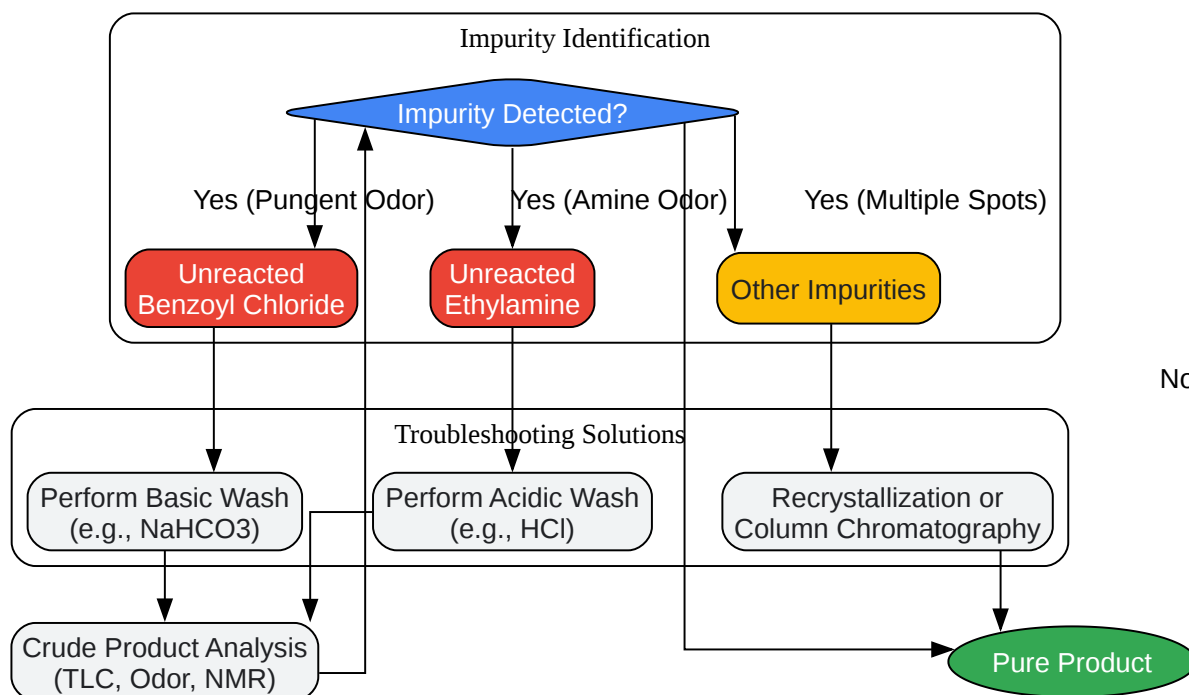 Impurity Identification
Impurity Detected?
Yes (Pungent Odor)
Yes (Amine Odor)
Yes (Multiple Spots)
Unreacted
Benzoyl Chloride
Unreacted
Ethylamine
Other Impurities
No
Troubleshooting Solutions
Perform Basic Wash
(e.g., NaHCO3)
Perform Acidic Wash
(e.g., HCl)
Recrystallization or
Column Chromatography
Crude Product Analysis
(TLC, Odor, NMR)
Pure Product